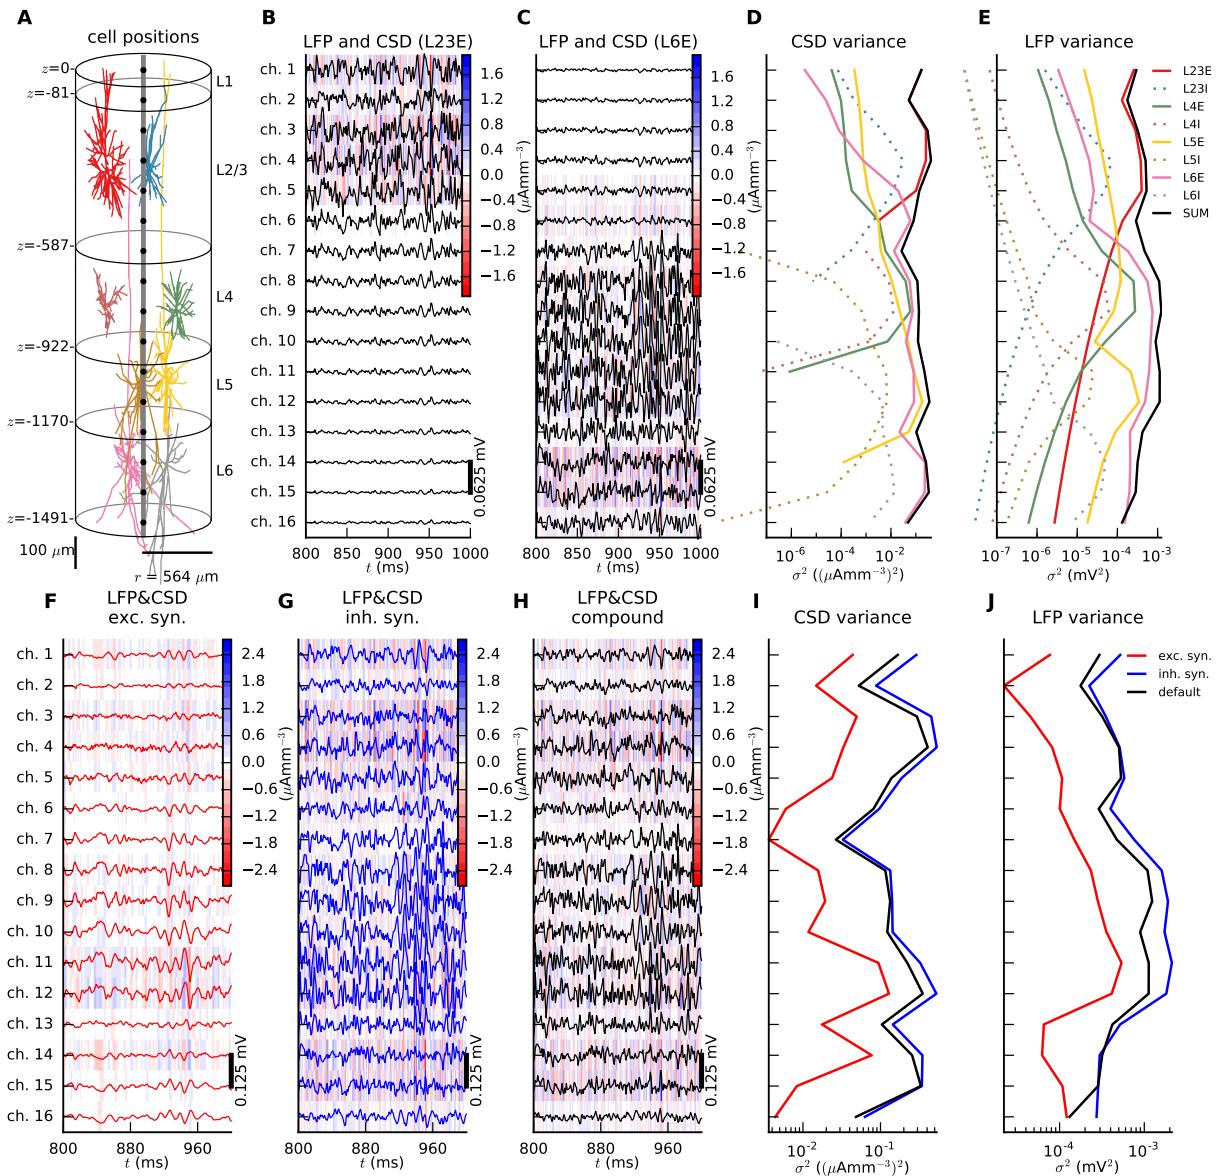 A
cell positions
z=0
z=-81
z=-587
z=-922
z=-1170
z=-1491
L1
L2/3
L4
L5
L6
100 μm
r = 564 μm
B
LFP and CSD (L23E)
ch. 1
ch. 2
ch. 3
ch. 4
ch. 5
ch. 6
ch. 7
ch. 8
ch. 9
ch. 10
ch. 11
ch. 12
ch. 13
ch. 14
ch. 15
ch. 16
800 850 900 950 1000
t (ms)
1.6
1.2
0.8
0.4
0.0
−0.4
−0.8
−1.2
−1.6
(μAmm⁻³)
0.0625 mV
C
LFP and CSD (L6E)
800 850 900 950 1000
t (ms)
1.6
1.2
0.8
0.4
0.0
−0.4
−0.8
−1.2
−1.6
(μAmm⁻³)
0.0625 mV
D
CSD variance
10⁻⁶ 10⁻⁴ 10⁻²
σ² ((μAmm⁻³)²)
E
LFP variance
L23E
L23I
L4E
L4I
L5E
L5I
L6E
L6I
SUM
10⁻⁷ 10⁻⁶ 10⁻⁵ 10⁻⁴ 10⁻³
σ² (mV²)
F
LFP&CSD
exc. syn.
ch. 1
ch. 2
ch. 3
ch. 4
ch. 5
ch. 6
ch. 7
ch. 8
ch. 9
ch. 10
ch. 11
ch. 12
ch. 13
ch. 14
ch. 15
ch. 16
800 880 960
t (ms)
2.4
1.8
1.2
0.6
0.0
−0.6
−1.2
−1.8
−2.4
(μAmm⁻³)
0.125 mV
G
LFP&CSD
inh. syn.
800 880 960
t (ms)
2.4
1.8
1.2
0.6
0.0
−0.6
−1.2
−1.8
−2.4
(μAmm⁻³)
0.125 mV
H
LFP&CSD
compound
800 880 960
t (ms)
2.4
1.8
1.2
0.6
0.0
−0.6
−1.2
−1.8
−2.4
(μAmm⁻³)
0.125 mV
I
CSD variance
10⁻² 10⁻¹
σ² ((μAmm⁻³)²)
J
LFP variance
exc. syn.
inh. syn.
default
10⁻⁴ 10⁻³
σ² (mV²)